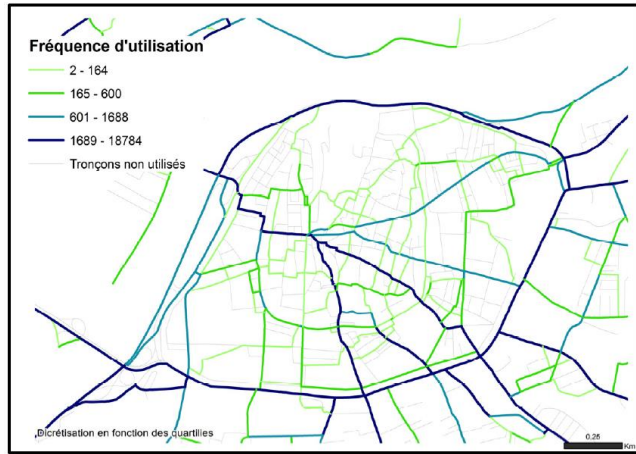 Fréquence d'utilisation
2 - 164
165 - 600
601 - 1688
1689 - 18784
Tronçons non utilisés
Dicrétisation en fonction des quartilles
0.25
Km